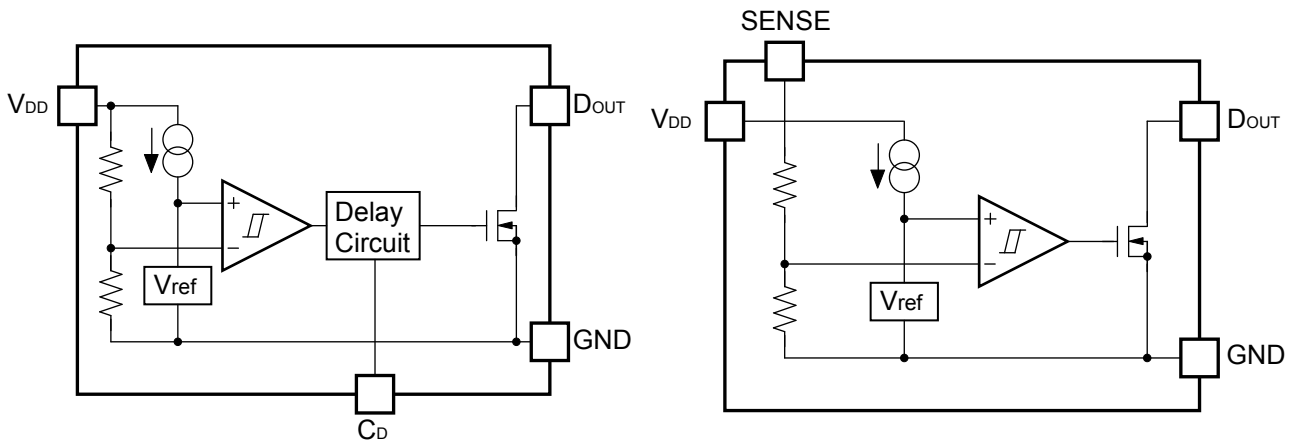 VDD
DOUT
+
−
Delay
Circuit
Vref
GND
CD
SENSE
VDD
DOUT
+
−
Vref
GND